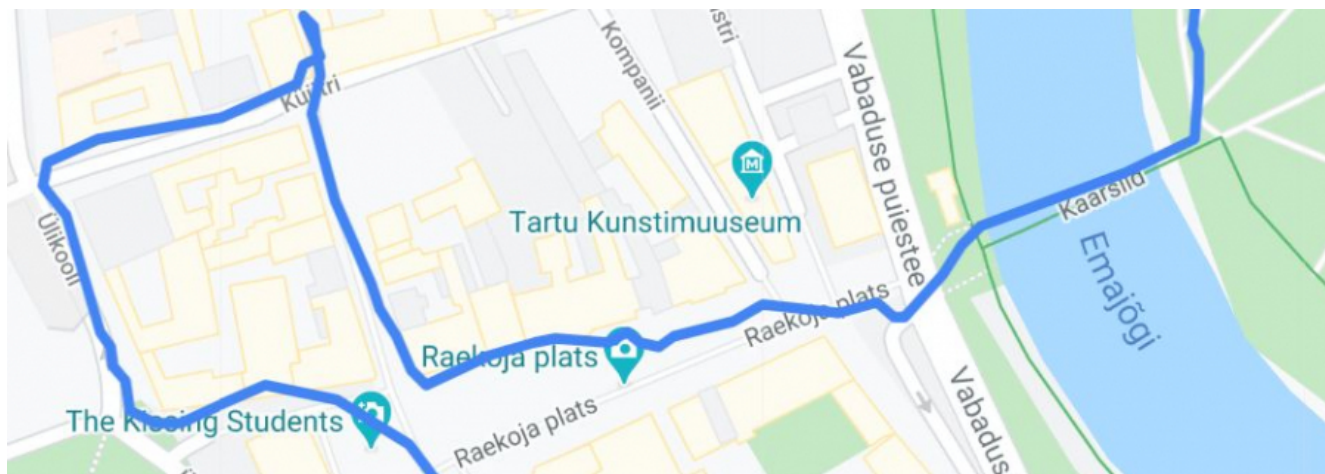 Küütri
Kompanii
Vabaduse puiestee
Ülikooli
Tartu Kunstimuuseum
Kaarsild
Emajõgi
Raekoja plats
Raekoja plats
The Kissing Students
Raekoja plats
Vabadus